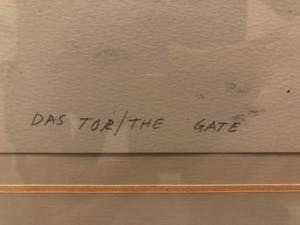 DAS TOR/THE GATE